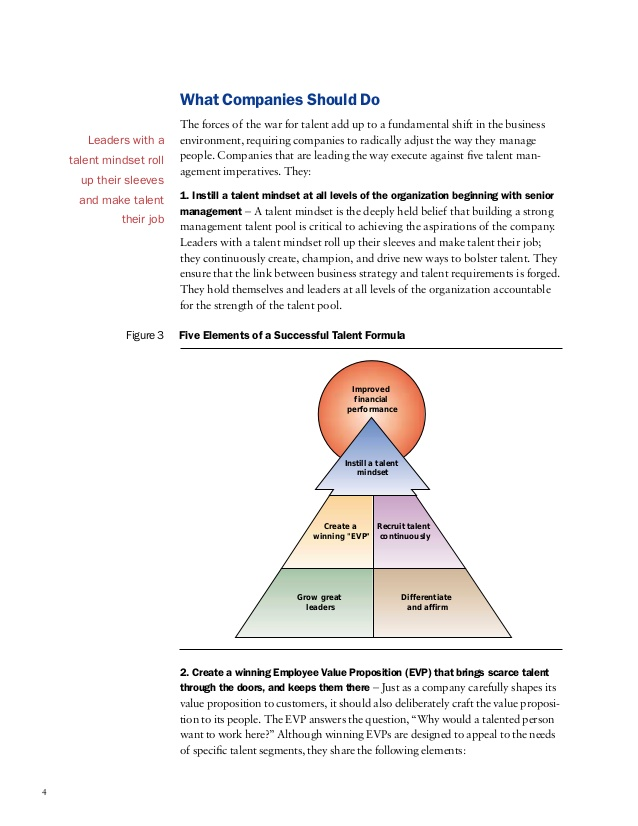 What Companies Should Do
The forces of the war for talent add up to a fundamental shift in the business
environment, requiring companies to radically adjust the way they manage
people. Companies that are leading the way execute against five talent man-
agement imperatives. They:
Leaders with a
talent mindset roll
up their sleeves
and make talent
their job
1. Instill a talent mindset at all levels of the organization beginning with senior
management – A talent mindset is the deeply held belief that building a strong
management talent pool is critical to achieving the aspirations of the company.
Leaders with a talent mindset roll up their sleeves and make talent their job;
they continuously create, champion, and drive new ways to bolster talent. They
ensure that the link between business strategy and talent requirements is forged.
They hold themselves and leaders at all levels of the organization accountable
for the strength of the talent pool.
Figure 3 Five Elements of a Successful Talent Formula
Improved
financial
performance
Instill a talent
mindset
Create a
winning "EVP"
Recruit talent
continuously
Grow great
leaders
Differentiate
and affirm
2. Create a winning Employee Value Proposition (EVP) that brings scarce talent
through the doors, and keeps them there – Just as a company carefully shapes its
value proposition to customers, it should also deliberately craft the value proposi-
tion to its people. The EVP answers the question, “Why would a talented person
want to work here?” Although winning EVPs are designed to appeal to the needs
of specific talent segments, they share the following elements:
4